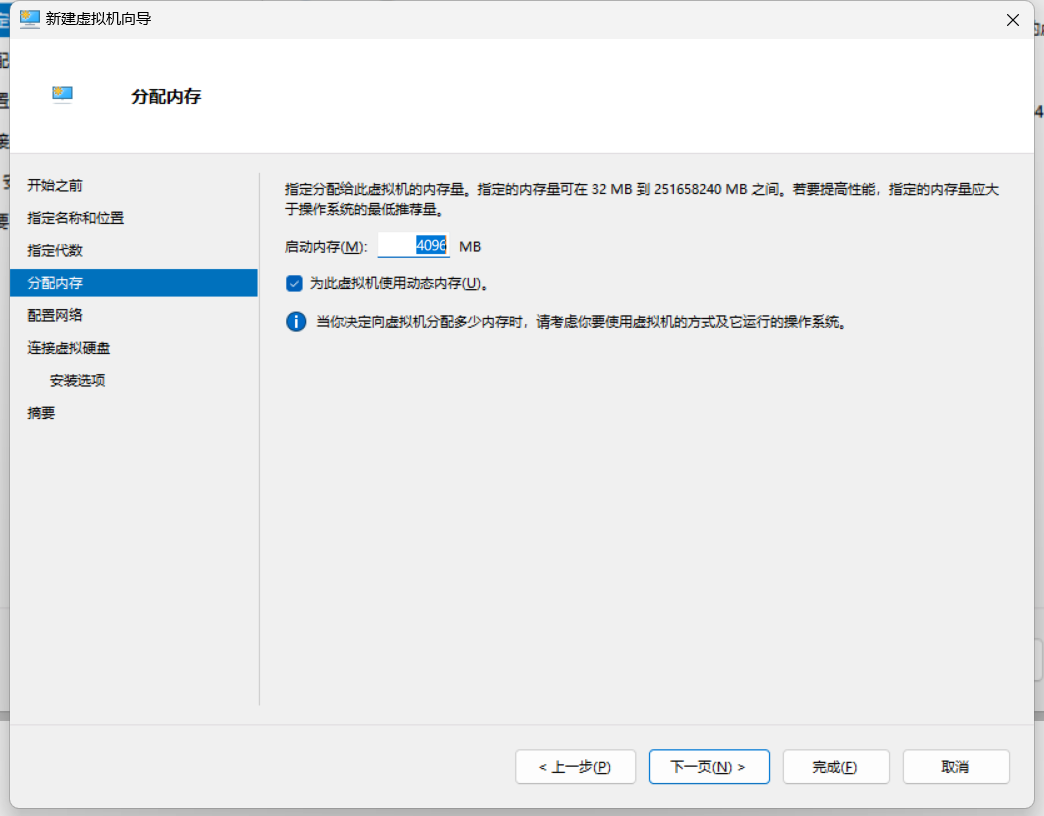 新建虚拟机向导
分配内存
开始之前
指定名称和位置
指定代数
分配内存
配置网络
连接虚拟硬盘
安装选项
摘要
指定分配给此虚拟机的内存量。指定的内存量可在 32 MB 到 251658240 MB 之间。若要提高性能，指定的内存量应大
于操作系统的最低推荐量。
启动内存(M): 4096 MB
为此虚拟机使用动态内存(U)。
当你决定向虚拟机分配多少内存时，请考虑你要使用虚拟机的方式及它运行的操作系统。
< 上一步(P)
下一页(N) >
完成(F)
取消